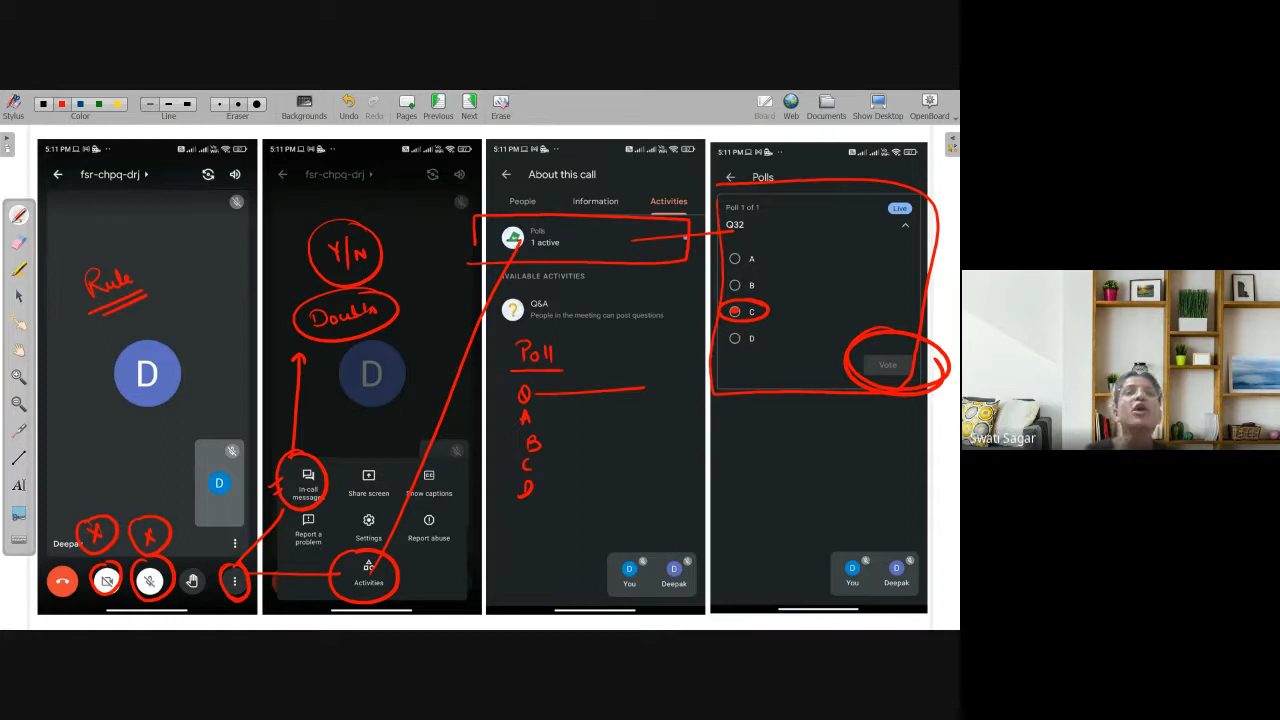 Stylus
Color
Line
Eraser
Backgrounds
Undo
Redo
Pages
Previous
Next
Erase
Board
Web
Documents
Show Desktop
OpenBoard
5:11 PM
fsr-chpq-drj
Rule
D
D
Deepak
X X
5:11 PM
fsr-chpq-drj
Y/N
Doubts
D
In-call messages
Share screen
Show captions
Report a problem
Settings
Report abuse
Activities
5:11 PM
About this call
People
Information
Activities
Polls
1 active
AVAILABLE ACTIVITIES
Q&A
People in the meeting can post questions
Poll
Q
A
B
C
D
D
D
You
Deepak
5:11 PM
Polls
Poll 1 of 1
Live
Q32
A
B
C
D
Vote
D
D
You
Deepak
Swati Sagar